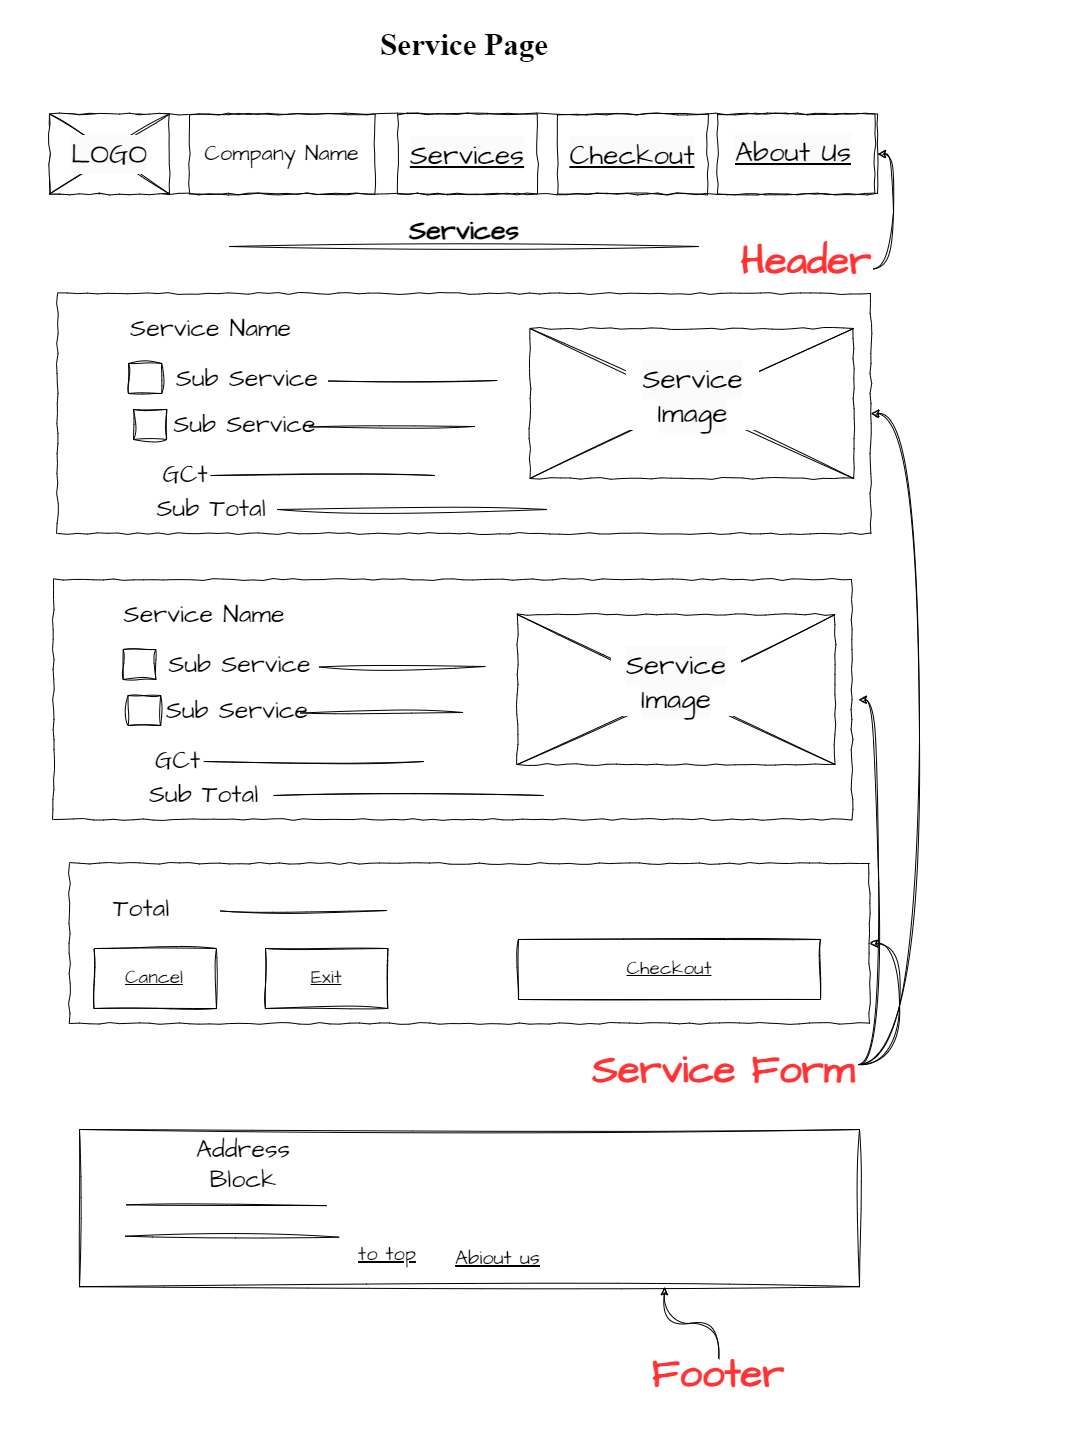 Service Page
LOGO
Company Name
Services
Checkout
About Us
Services
Header
Service Name
Sub Service
Sub Service
GCt
Sub Total
Service
Image
Service Name
Sub Service
Sub Service
GCt
Sub Total
Service
Image
Total
Cancel
Exit
Checkout
Service Form
Address
Block
to top
Abiout us
Footer